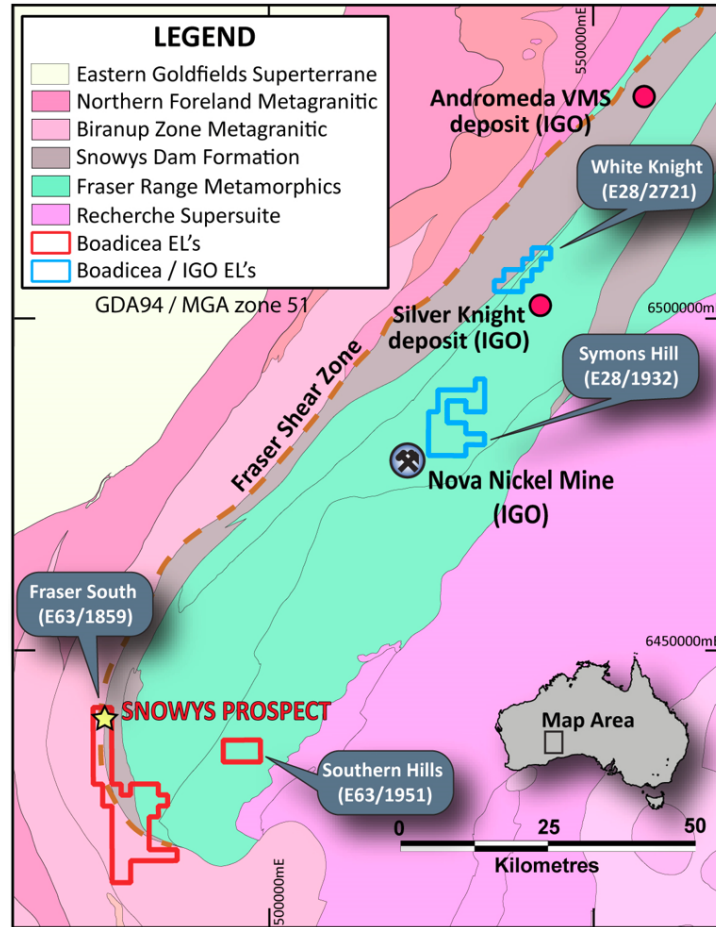 LEGEND
Eastern Goldfields Superterrane
Northern Foreland Metagranitic
Biranup Zone Metagranitic
Snowys Dam Formation
Fraser Range Metamorphics
Recherche Supersuite
Boadicea EL's
Boadicea / IGO EL's
GDA94 / MGA zone 51
550000mE
Andromeda VMS
deposit (IGO)
White Knight
(E28/2721)
6500000mE
Silver Knight
deposit (IGO)
Symons Hill
(E28/1932)
Fraser Shear Zone
Nova Nickel Mine
(IGO)
Fraser South
(E63/1859)
6450000mE
SNOWYS PROSPECT
Map Area
Southern Hills
(E63/1951)
0 25 50
Kilometres
500000mE